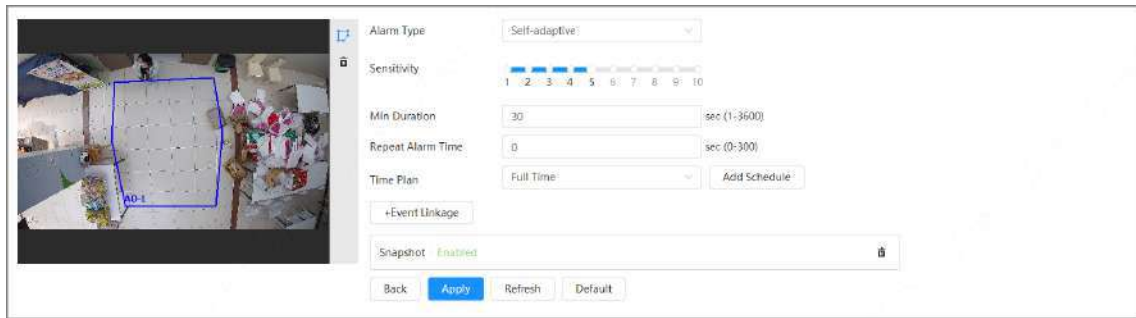 Alarm Type
Self-adaptive
Sensitivity
1 2 3 4 5 6 7 8 9 10
Min Duration
30
sec (1-3600)
Repeat Alarm Time
0
sec (0-300)
Time Plan
Full Time
Add Schedule
+Event Linkage
AO-1
Snapshot Enabled
Back
Apply
Refresh
Default